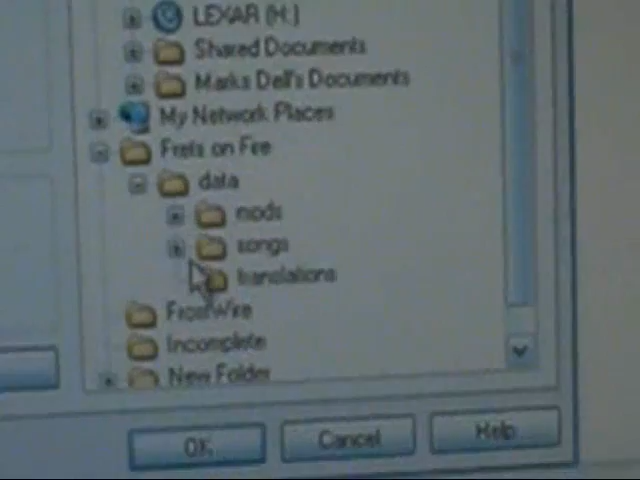 LEXAR (H:)
Shared Documents
Marks Dell's Documents
My Network Places
Frets on Fire
data
mods
songs
translations
FrostWire
Incomplete
New Folder
OK
Cancel
Help